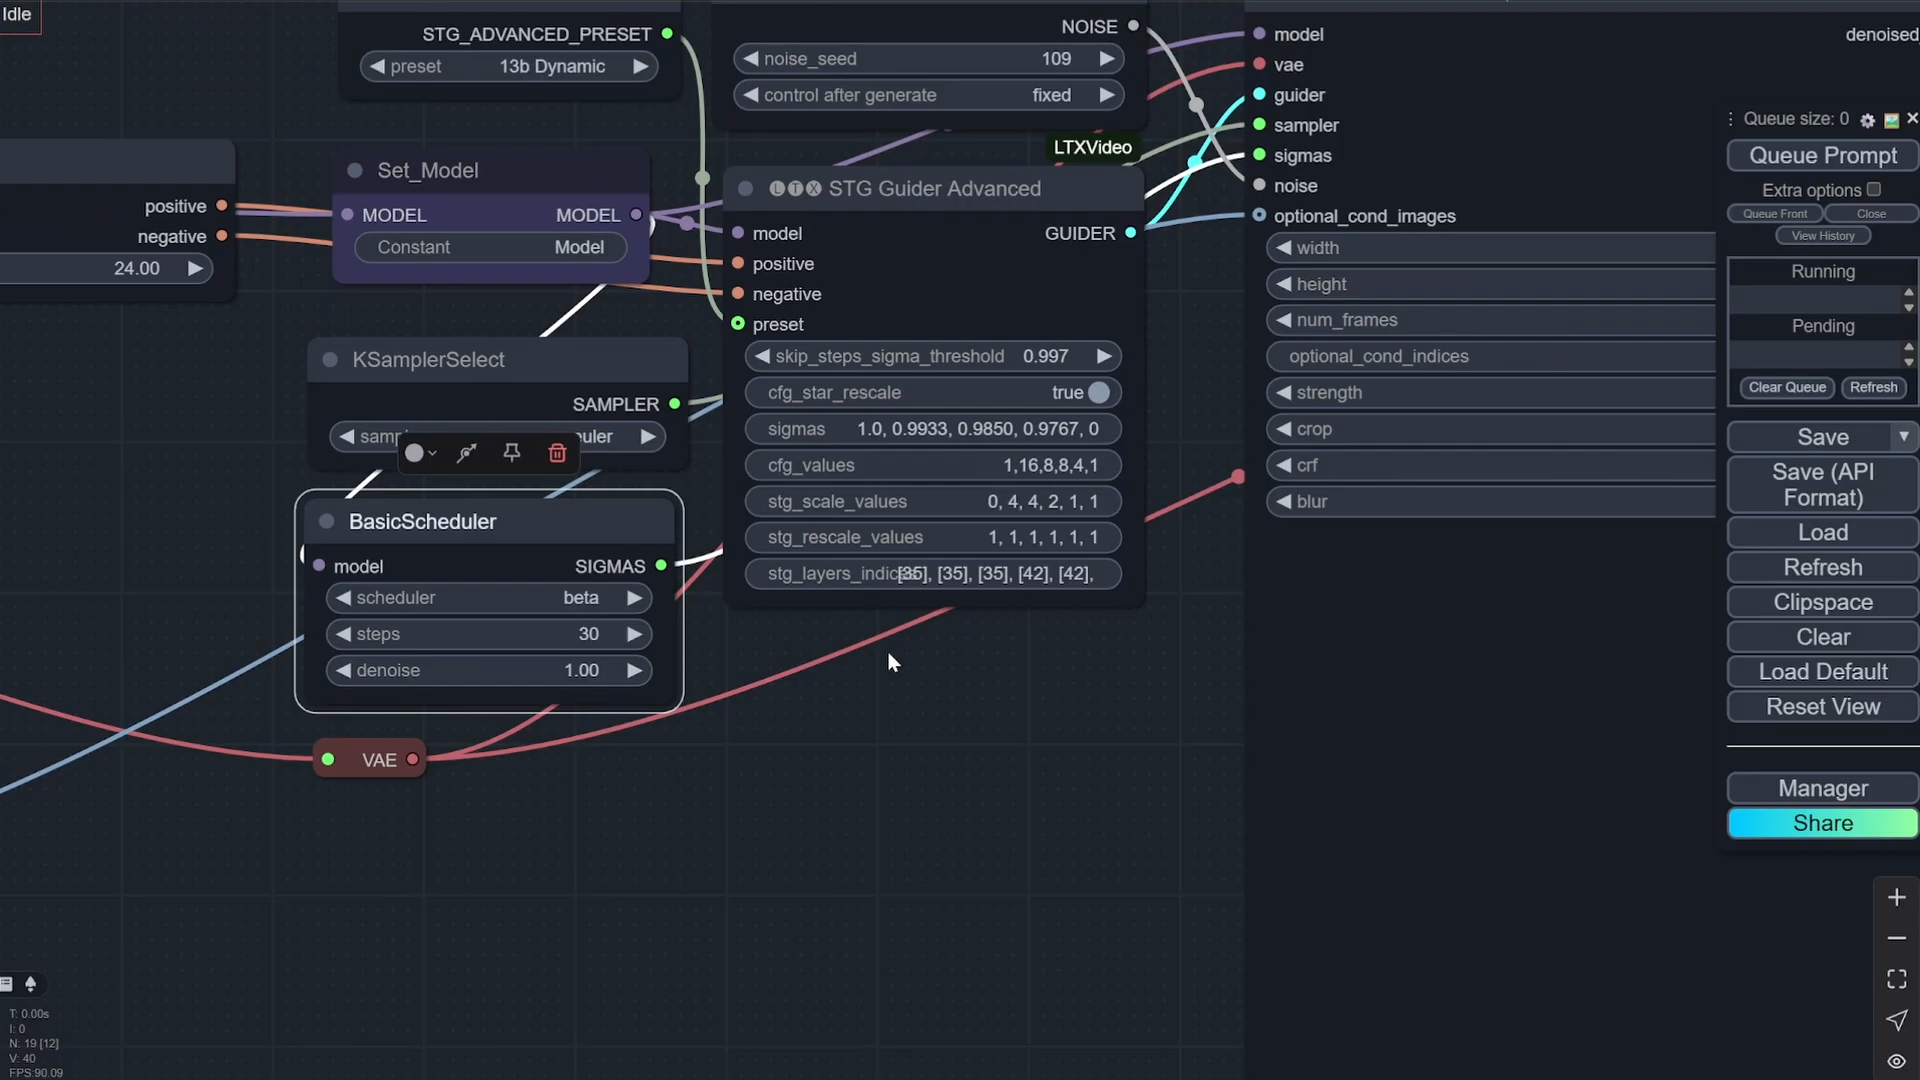 Idle
STG_ADVANCED_PRESET
preset 13b Dynamic
NOISE
noise_seed 109
control after generate fixed
LTXVideo
positive
negative
24.00
Set_Model
MODEL MODEL
Constant Model
LTX STG Guider Advanced
model GUIDER
positive
negative
preset
skip_steps_sigma_threshold 0.997
cfg_star_rescale true
sigmas 1.0, 0.9933, 0.9850, 0.9767, 0
cfg_values 1,16,8,8,4,1
stg_scale_values 0, 4, 4, 2, 1, 1
stg_rescale_values 1, 1, 1, 1, 1, 1
stg_layers_indices [35], [35], [35], [42], [42],
KSamplerSelect
SAMPLER
BasicScheduler
model SIGMAS
scheduler beta
steps 30
denoise 1.00
VAE
model denoised
vae
guider
sampler
sigmas
noise
optional_cond_images
width
height
num_frames
optional_cond_indices
strength
crop
crf
blur
Queue size: 0
Queue Prompt
Extra options
Queue Front Close
View History
Running
Pending
Clear Queue Refresh
Save
Save (API
Format)
Load
Refresh
Clipspace
Clear
Load Default
Reset View
Manager
Share
T: 0.00s
I: 0
N: 19 [12]
V: 40
FPS:90.09